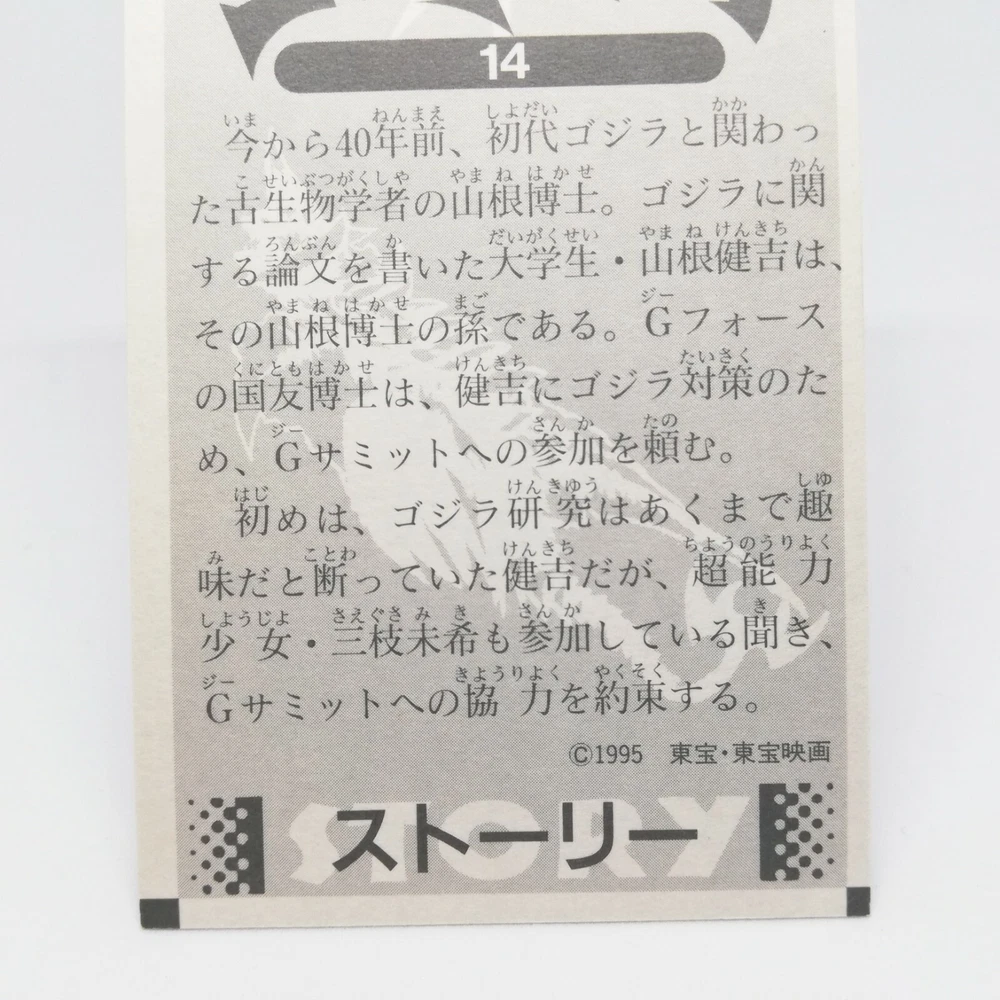 14
今から40年前、初代ゴジラと関わっ
た古生物学者の山根博士。ゴジラに関
する論文を書いた大学生・山根健吉は、
その山根博士の孫である。Gフォース
の国友博士は、健吉にゴジラ対策のた
め、Gサミットへの参加を頼む。
初めは、ゴジラ研究はあくまで趣
味だと断っていた健吉だが、超能力
少女・三枝未希も参加している聞き、
Gサミットへの協力を約束する。
©1995 東宝・東宝映画
STORY
ストーリー